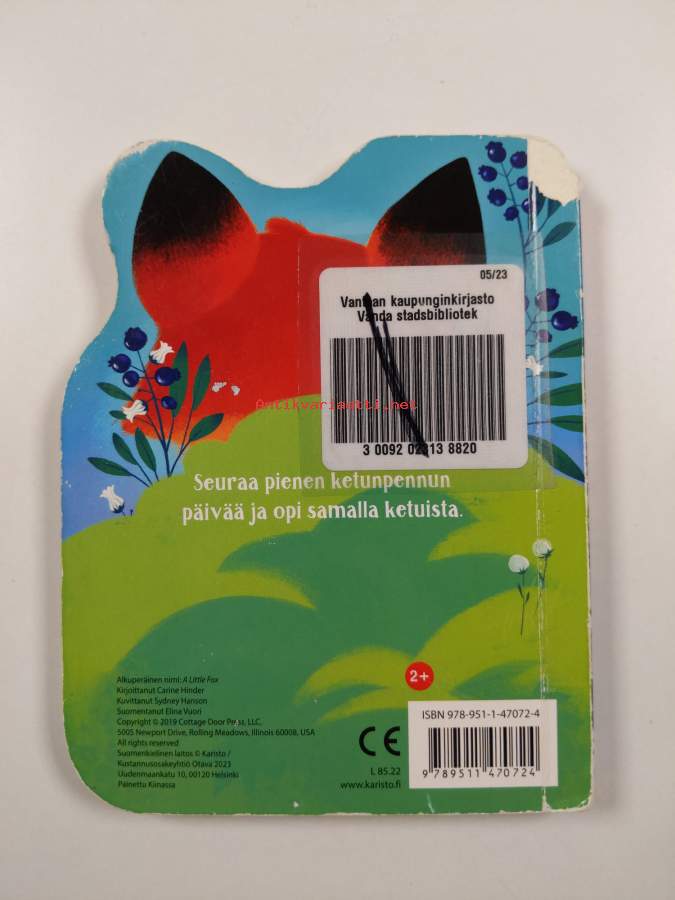 05/23
Vantaan kaupunginkirjasto
Vanda stadsbibliotek
Antikvariaatti.net
3 0092 02813 8820
Seuraa pienen ketunpennun
päivää ja opi samalla ketuista.
2+
Alkuperäinen nimi: A Little Fox
Kirjoittanut Carine Hinder
Kuvittanut Sydney Hanson
Suomentanut Elina Vuori
Copyright © 2019 Cottage Door Press, LLC.
5005 Newport Drive, Rolling Meadows, Illinois 60008, USA
All rights reserved
Suomenkielinen laitos © Karisto /
Kustannusosakeyhtiö Otava 2023
Uudenmaankatu 10, 00120 Helsinki
Painettu Kiinassa
CE
L 85.22
www.karisto.fi
ISBN 978-951-1-47072-4
9 789511 470724